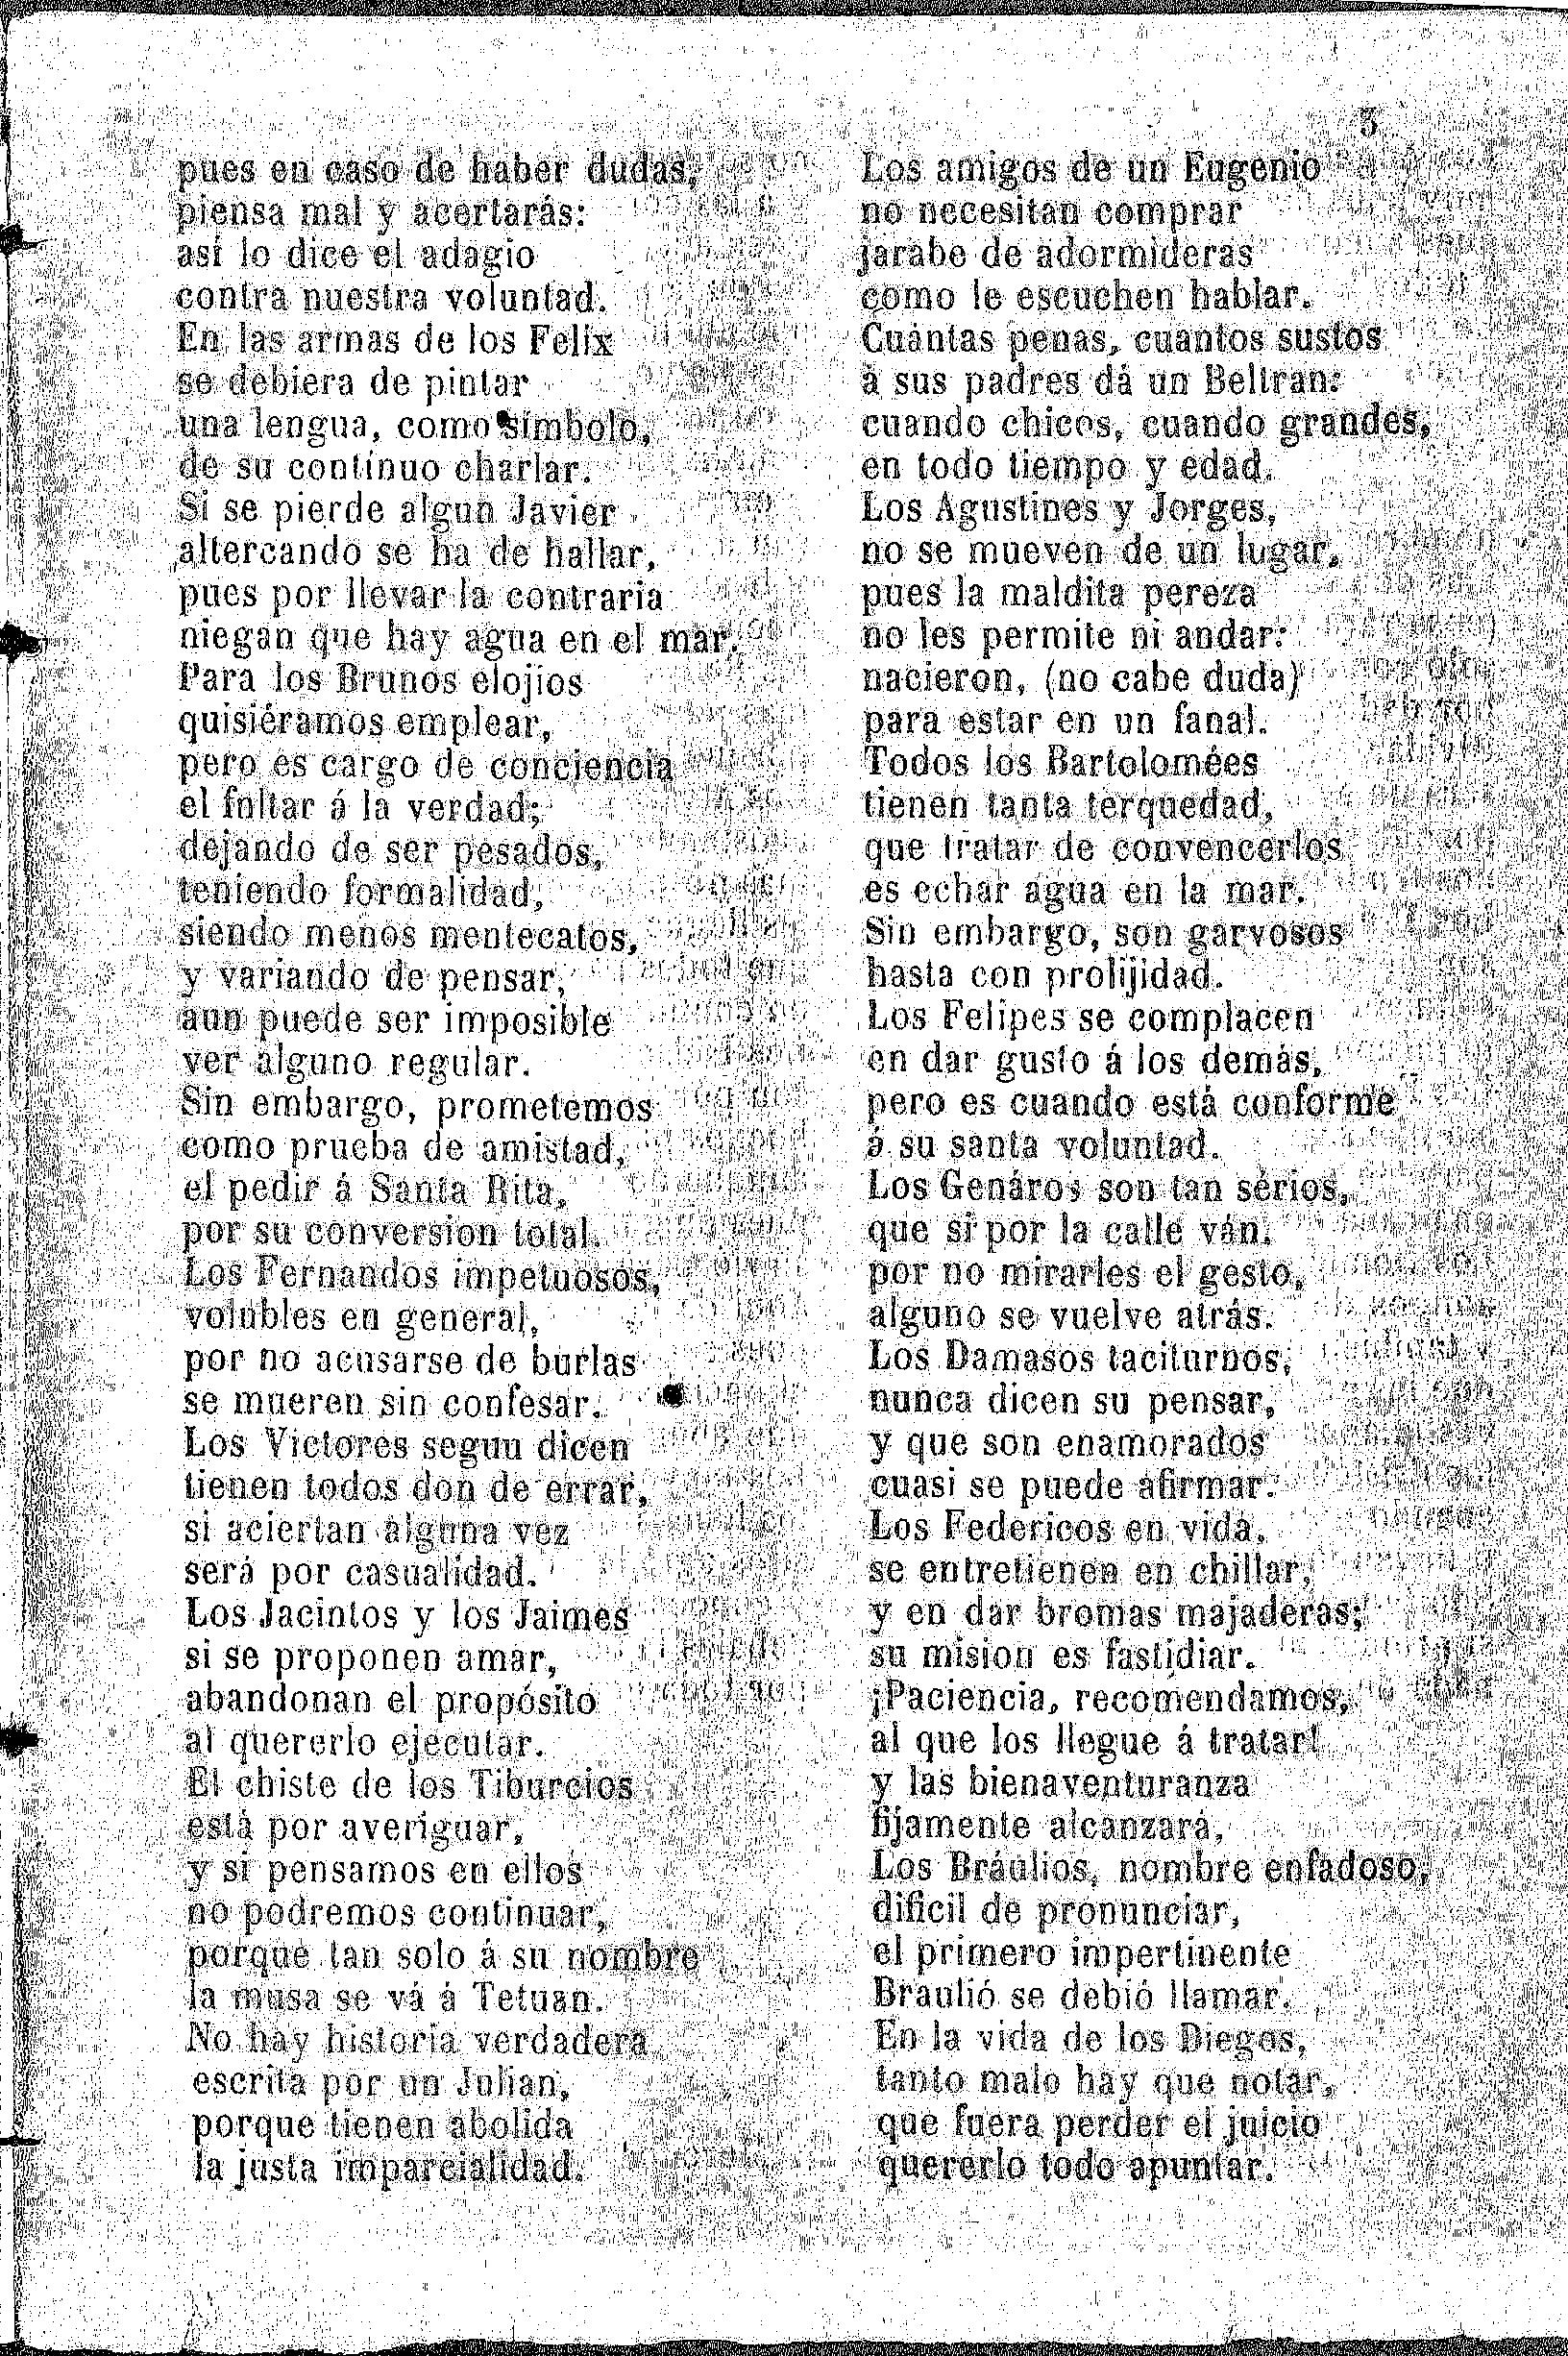 3
pues en caso de haber dudas,
piensa mal y acertarás:
así lo dice el adagio
contra nuestra voluntad.
En las armas de los Felix
se debiera de pintar
una lengua, como símbolo,
de su contínuo charlar.
Si se pierde algun Javier
altercando se ha de hallar,
pues por llevar la contraria
niegan que hay agua en el mar.
Para los Brunos elojios
quisiéramos emplear,
pero es cargo de conciencia
el faltar á la verdad;
dejando de ser pesados,
teniendo formalidad,
siendo menos mentecatos,
y variando de pensar,
aun puede ser imposible
ver alguno regular.
Sin embargo, prometemos
como prueba de amistad,
el pedir á Santa Rita,
por su conversion total.
Los Fernandos impetuosos,
volubles en general,
por no acusarse de burlas
se mueren sin confesar.
Los Victores segun dicen
tienen todos don de errar,
si aciertan alguna vez
será por casualidad.
Los Jacintos y los Jaimes
si se proponen amar,
abandonan el propósito
al quererlo ejecutar.
El chiste de los Tiburcios
está por averiguar,
y si pensamos en ellos
no podremos continuar,
porque tan solo á su nombre
la musa se vá á Tetuan.
No hay historia verdadera
escrita por un Julian,
porque tienen abolida
la justa imparcialidad.
Los amigos de un Eugenio
no necesitan comprar
jarabe de adormideras
como le escuchen hablar.
Cuántas penas, cuantos sustos
á sus padres dá un Beltran:
cuando chicos, cuando grandes,
en todo tiempo y edad.
Los Agustines y Jorges,
no se mueven de un lugar,
pues la maldita pereza
no les permite ni andar:
nacieron, (no cabe duda)
para estar en un fanal.
Todos los Bartolomées
tienen tanta terquedad,
que tratar de convencerlos
es echar agua en la mar.
Sin embargo, son garvosos
hasta con prolijidad.
Los Felipes se complacen
en dar gusto á los demás,
pero es cuando está conforme
á su santa voluntad.
Los Genáros son tan sérios,
que si por la calle ván,
por no mirarles el gesto,
alguno se vuelve atrás.
Los Damasos taciturnos,
nunca dicen su pensar,
y que son enamorados
cuasi se puede afirmar.
Los Federicos en vida,
se entretienen en chillar,
y en dar bromas majaderas;
su mision es fastidiar.
¡Paciencia, recomendamos,
al que los llegue á tratar!
y las bienaventuranza
fijamente alcanzará,
Los Bráulios, nombre enfadoso,
dificil de pronunciar,
el primero impertinente
Braulió se debió llamar.
En la vida de los Diegos,
tanto malo hay que notar,
que fuera perder el juicio
quererlo todo apuntar.